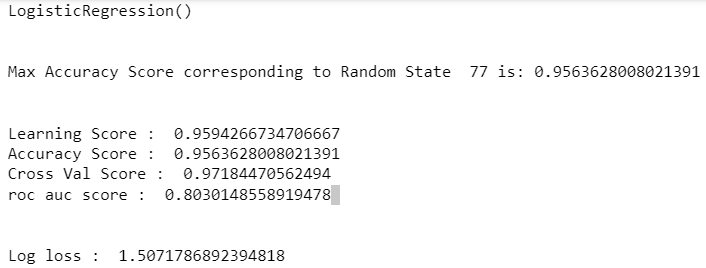 LogisticRegression()
Max Accuracy Score corresponding to Random State  77 is: 0.9563628008021391
Learning Score :  0.9594266734706667
Accuracy Score :  0.9563628008021391
Cross Val Score :  0.97184470562494
roc auc score :  0.8030148558919478
Log loss :  1.5071786892394818